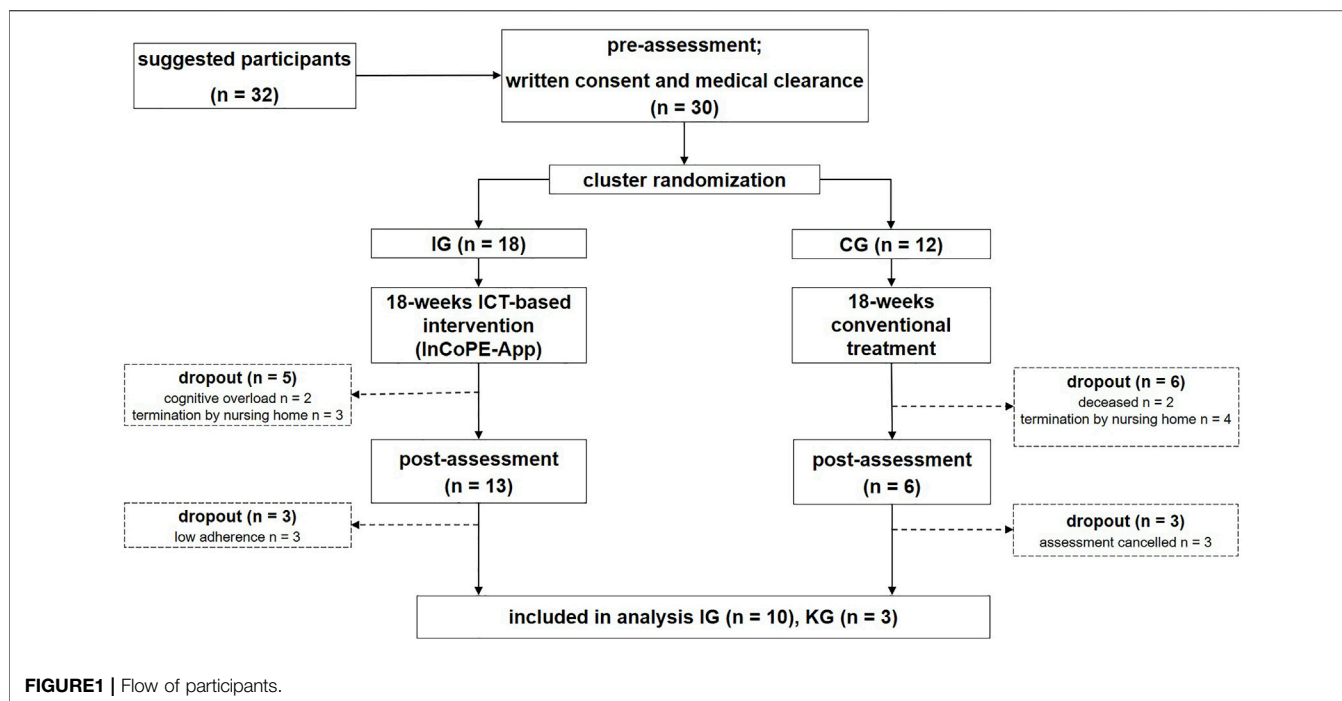 suggested participants
(n = 32)
pre-assessment;
written consent and medical clearance
(n = 30)
cluster randomization
IG (n = 18)
CG (n = 12)
18-weeks ICT-based
intervention
(InCoPE-App)
18-weeks
conventional
treatment
dropout (n = 5)
cognitive overload n = 2
termination by nursing home n = 3
dropout (n = 6)
deceased n = 2
termination by nursing home n = 4
post-assessment
(n = 13)
post-assessment
(n = 6)
dropout (n = 3)
low adherence n = 3
dropout (n = 3)
assessment cancelled n = 3
included in analysis IG (n = 10), KG (n = 3)
FIGURE1 | Flow of participants.